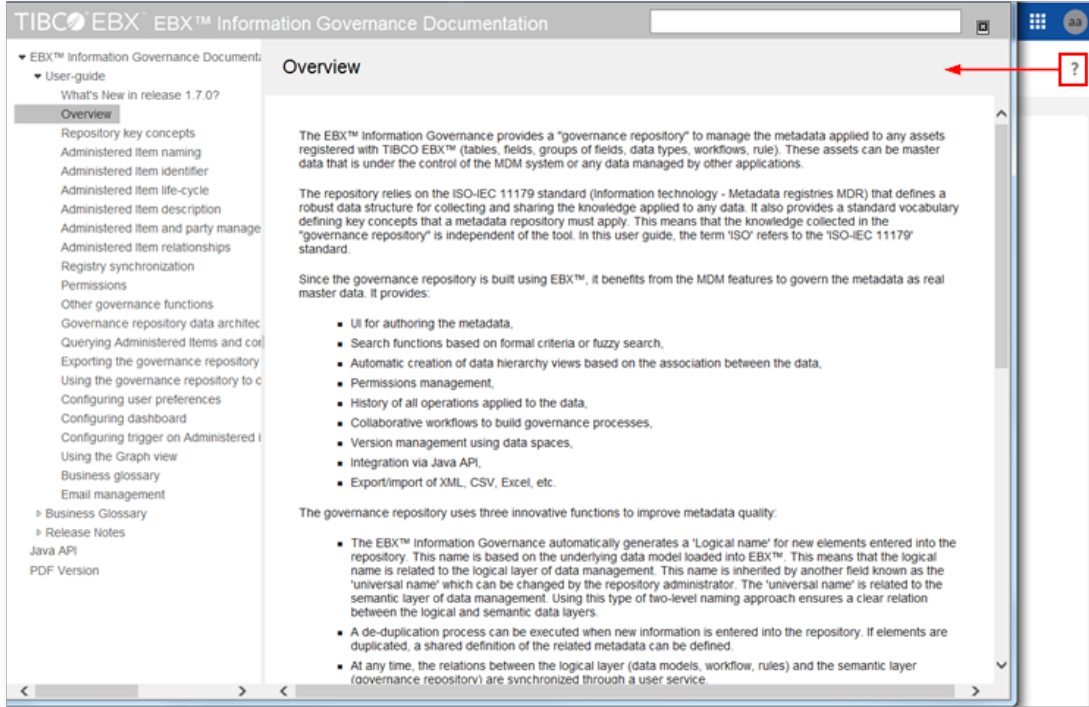 TIBCO EBX™ EBX™ Information Governance Documentation
aa
?
EBX™ Information Governance Documenta
User-guide
What's New in release 1.7.0?
Overview
Repository key concepts
Administered Item naming
Administered Item identifier
Administered Item life-cycle
Administered Item description
Administered Item and party manage
Administered Item relationships
Registry synchronization
Permissions
Other governance functions
Governance repository data architec
Querying Administered Items and cor
Exporting the governance repository
Using the governance repository to c
Configuring user preferences
Configuring dashboard
Configuring trigger on Administered i
Using the Graph view
Business glossary
Email management
Business Glossary
Release Notes
Java API
PDF Version
Overview
The EBX™ Information Governance provides a "governance repository" to manage the metadata applied to any assets
registered with TIBCO EBX™ (tables, fields, groups of fields, data types, workflows, rule). These assets can be master
data that is under the control of the MDM system or any data managed by other applications.
The repository relies on the ISO-IEC 11179 standard (Information technology - Metadata registries MDR) that defines a
robust data structure for collecting and sharing the knowledge applied to any data. It also provides a standard vocabulary
defining key concepts that a metadata repository must apply. This means that the knowledge collected in the
"governance repository" is independent of the tool. In this user guide, the term 'ISO' refers to the 'ISO-IEC 11179'
standard.
Since the governance repository is built using EBX™, it benefits from the MDM features to govern the metadata as real
master data. It provides:
▪ UI for authoring the metadata,
▪ Search functions based on formal criteria or fuzzy search,
▪ Automatic creation of data hierarchy views based on the association between the data,
▪ Permissions management,
▪ History of all operations applied to the data,
▪ Collaborative workflows to build governance processes,
▪ Version management using data spaces,
▪ Integration via Java API,
▪ Export/import of XML, CSV, Excel, etc.
The governance repository uses three innovative functions to improve metadata quality:
▪ The EBX™ Information Governance automatically generates a 'Logical name' for new elements entered into the
repository. This name is based on the underlying data model loaded into EBX™. This means that the logical
name is related to the logical layer of data management. This name is inherited by another field known as the
'universal name' which can be changed by the repository administrator. The 'universal name' is related to the
semantic layer of data management. Using this type of two-level naming approach ensures a clear relation
between the logical and semantic data layers.
▪ A de-duplication process can be executed when new information is entered into the repository. If elements are
duplicated, a shared definition of the related metadata can be defined.
▪ At any time, the relations between the logical layer (data models, workflow, rules) and the semantic layer
(governance repository) are synchronized through a user service.